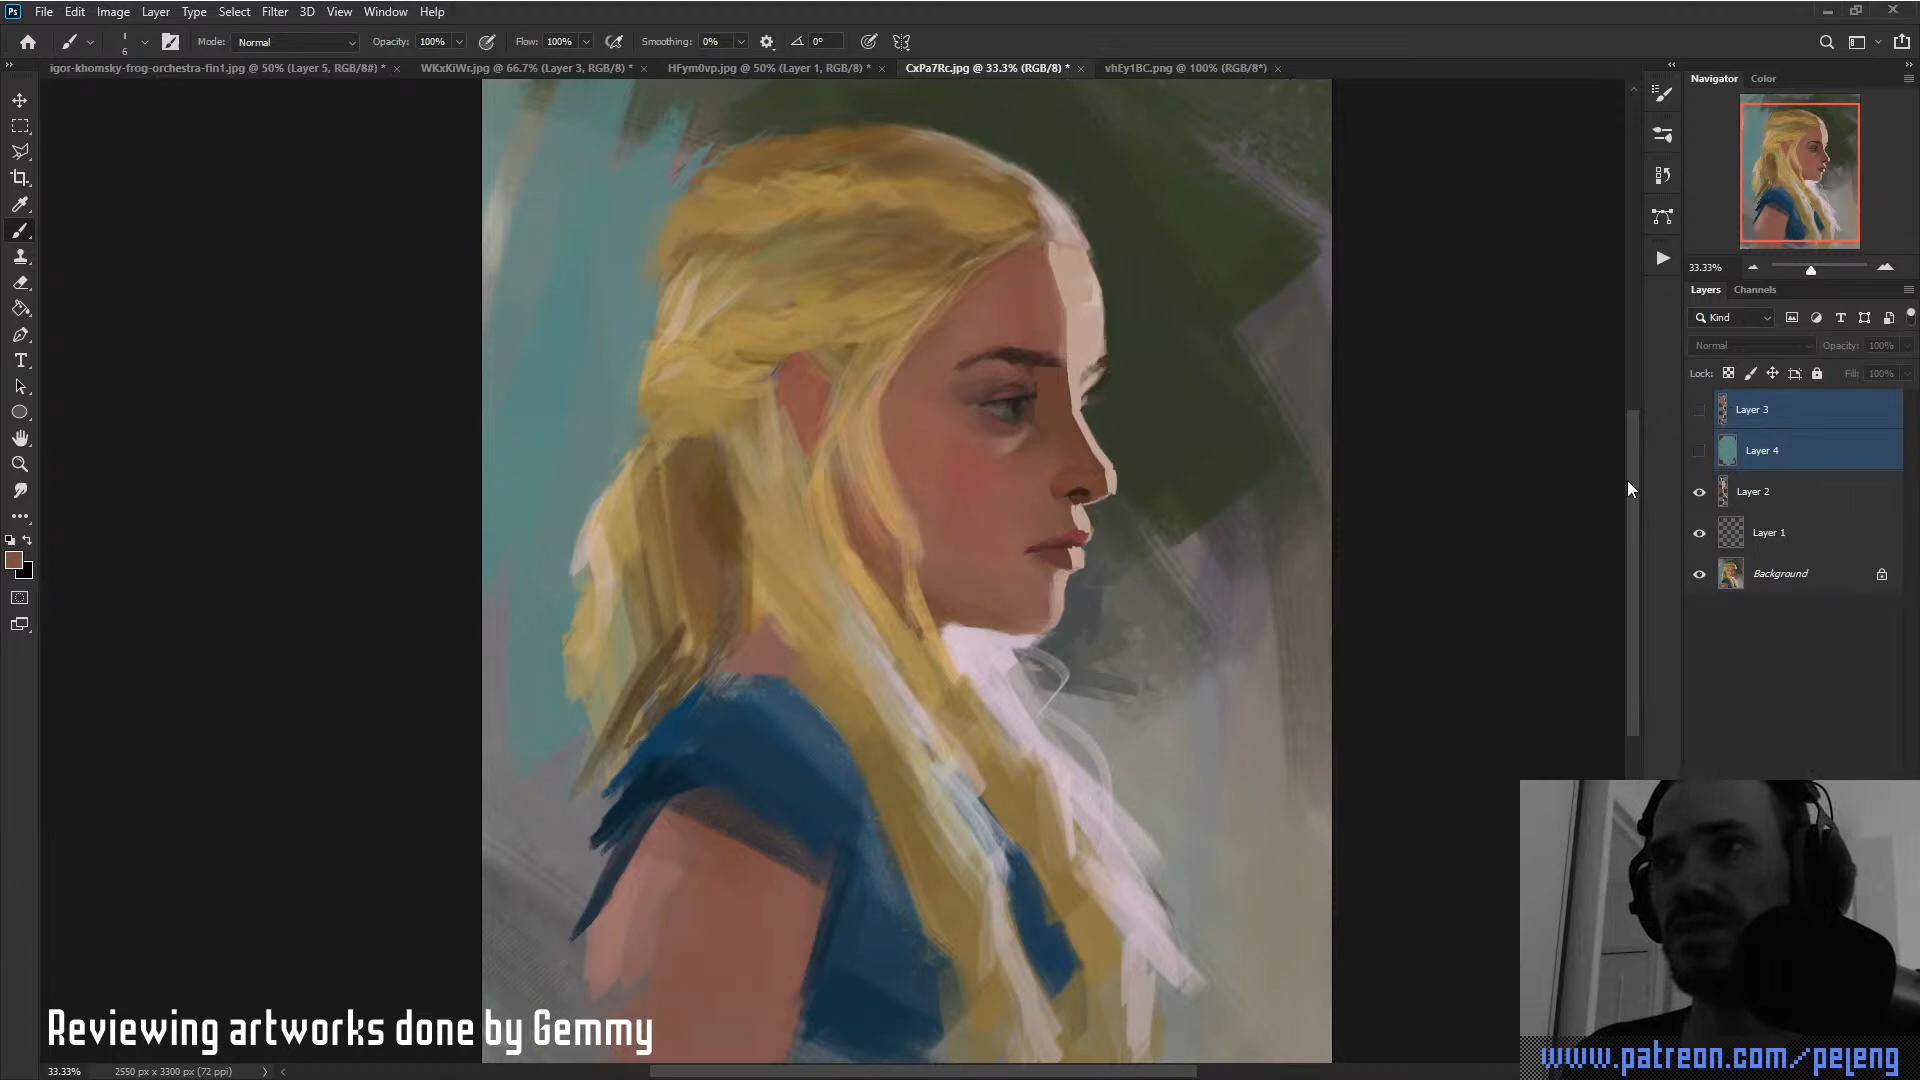 Ps File Edit Image Layer Type Select Filter 3D View Window Help
6 Mode: Normal Opacity: 100% Flow: 100% Smoothing: 0% 0°
igor-khomsky-frog-orchestra-fin1.jpg @ 50% (Layer 5, RGB/8#) * WKxKiWr.jpg @ 66.7% (Layer 3, RGB/8) * HFym0vp.jpg @ 50% (Layer 1, RGB/8) * CxPa7Rc.jpg @ 33.3% (RGB/8) * vhEy1BC.png @ 100% (RGB/8*)
Navigator Color
33.33%
Layers Channels
Kind
Normal Opacity: 100%
Lock: Fill: 100%
Layer 3
Layer 4
Layer 2
Layer 1
Background
Reviewing artworks done by Gemmy
www.patreon.com/peleng
33.33% 2550 px x 3300 px (72 ppi)